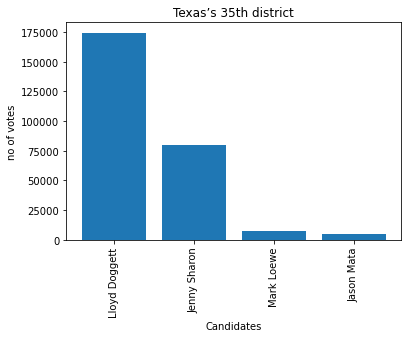 Texas’s 35th district
no of votes
175000
150000
125000
100000
75000
50000
25000
0
Lloyd Doggett
Jenny Sharon
Mark Loewe
Jason Mata
Candidates